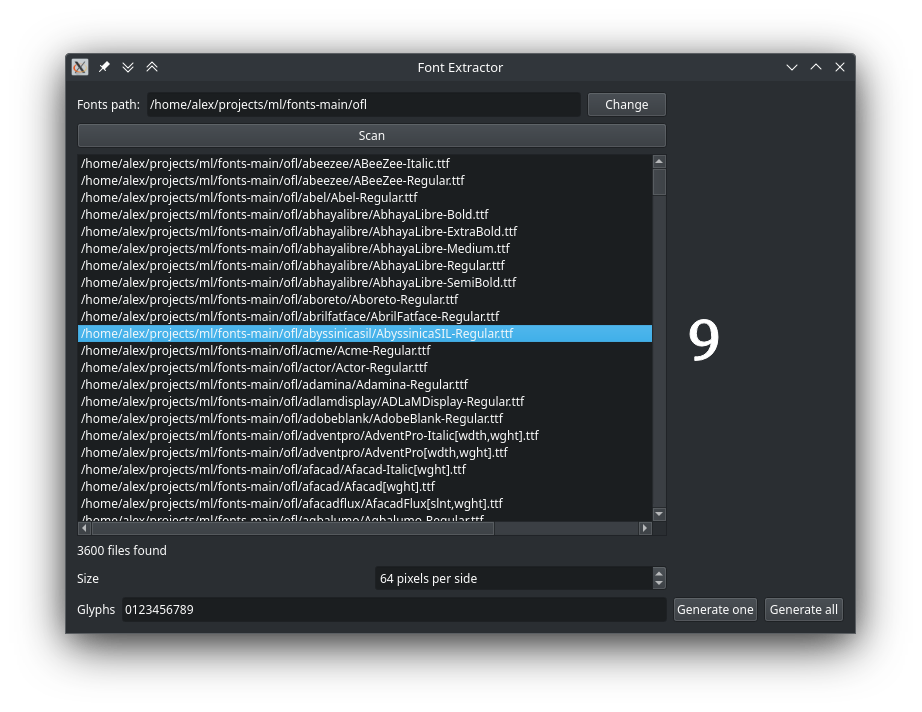 Font Extractor
Fonts path: /home/alex/projects/ml/fonts-main/ofl Change
Scan
/home/alex/projects/ml/fonts-main/ofl/abeezee/ABeeZee-Italic.ttf
/home/alex/projects/ml/fonts-main/ofl/abeezee/ABeeZee-Regular.ttf
/home/alex/projects/ml/fonts-main/ofl/abel/Abel-Regular.ttf
/home/alex/projects/ml/fonts-main/ofl/abhayalibre/AbhayaLibre-Bold.ttf
/home/alex/projects/ml/fonts-main/ofl/abhayalibre/AbhayaLibre-ExtraBold.ttf
/home/alex/projects/ml/fonts-main/ofl/abhayalibre/AbhayaLibre-Medium.ttf
/home/alex/projects/ml/fonts-main/ofl/abhayalibre/AbhayaLibre-Regular.ttf
/home/alex/projects/ml/fonts-main/ofl/abhayalibre/AbhayaLibre-SemiBold.ttf
/home/alex/projects/ml/fonts-main/ofl/aboreto/Aboreto-Regular.ttf
/home/alex/projects/ml/fonts-main/ofl/abrilfatface/AbrilFatface-Regular.ttf
/home/alex/projects/ml/fonts-main/ofl/abyssinicasil/AbyssinicaSIL-Regular.ttf
/home/alex/projects/ml/fonts-main/ofl/acme/Acme-Regular.ttf
/home/alex/projects/ml/fonts-main/ofl/actor/Actor-Regular.ttf
/home/alex/projects/ml/fonts-main/ofl/adamina/Adamina-Regular.ttf
/home/alex/projects/ml/fonts-main/ofl/adlamdisplay/ADLaMDisplay-Regular.ttf
/home/alex/projects/ml/fonts-main/ofl/adobeblank/AdobeBlank-Regular.ttf
/home/alex/projects/ml/fonts-main/ofl/adventpro/AdventPro-Italic[wdth,wght].ttf
/home/alex/projects/ml/fonts-main/ofl/adventpro/AdventPro[wdth,wght].ttf
/home/alex/projects/ml/fonts-main/ofl/afacad/Afacad-Italic[wght].ttf
/home/alex/projects/ml/fonts-main/ofl/afacad/Afacad[wght].ttf
/home/alex/projects/ml/fonts-main/ofl/afacadflux/AfacadFlux[slnt,wght].ttf
/home/alex/projects/ml/fonts-main/ofl/agbalumo/Agbalumo-Regular.ttf
9
3600 files found
Size 64 pixels per side
Glyphs 0123456789 Generate one Generate all